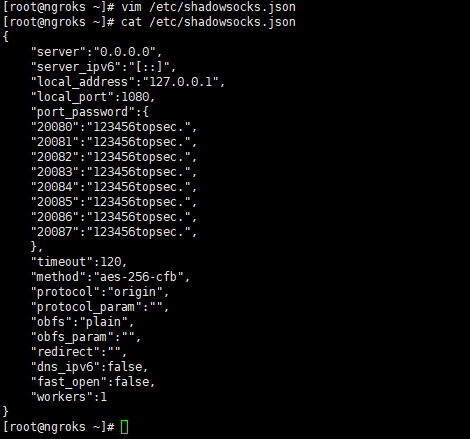 [root@ngroks ~]# vim /etc/shadowsocks.json
[root@ngroks ~]# cat /etc/shadowsocks.json
{
    "server":"0.0.0.0",
    "server_ipv6":"[::]",
    "local_address":"127.0.0.1",
    "local_port":1080,
    "port_password":{
    "20080":"123456topsec.",
    "20081":"123456topsec.",
    "20082":"123456topsec.",
    "20083":"123456topsec.",
    "20084":"123456topsec.",
    "20085":"123456topsec.",
    "20086":"123456topsec.",
    "20087":"123456topsec.",
    },
    "timeout":120,
    "method":"aes-256-cfb",
    "protocol":"origin",
    "protocol_param":"",
    "obfs":"plain",
    "obfs_param":"",
    "redirect":"",
    "dns_ipv6":false,
    "fast_open":false,
    "workers":1
}
[root@ngroks ~]#